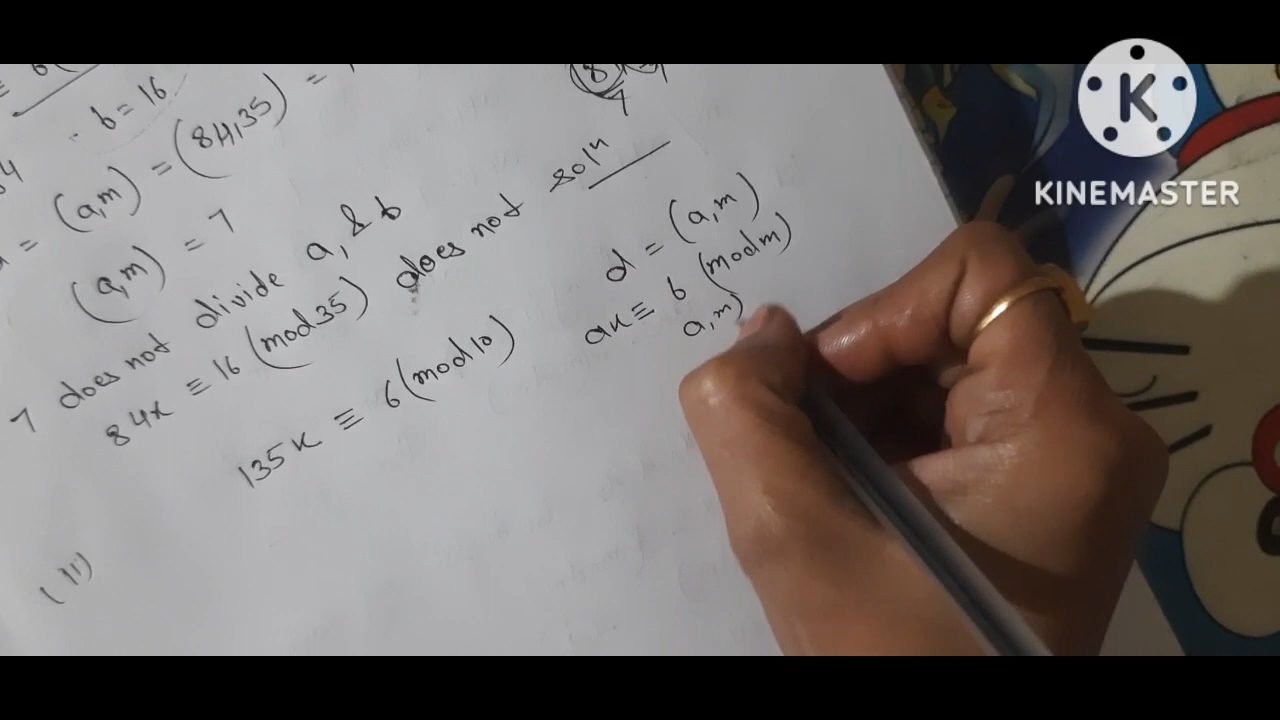 b = 16
= (a,m) = (84,35) =
(a,m) = 7
7 does not divide a, & b
84x ≡ 16 (mod 35) does not soln
135x ≡ 6 (mod 10)
d = (a,m)
ax ≡ b (mod m)
a,m)
(ii)
KINEMASTER